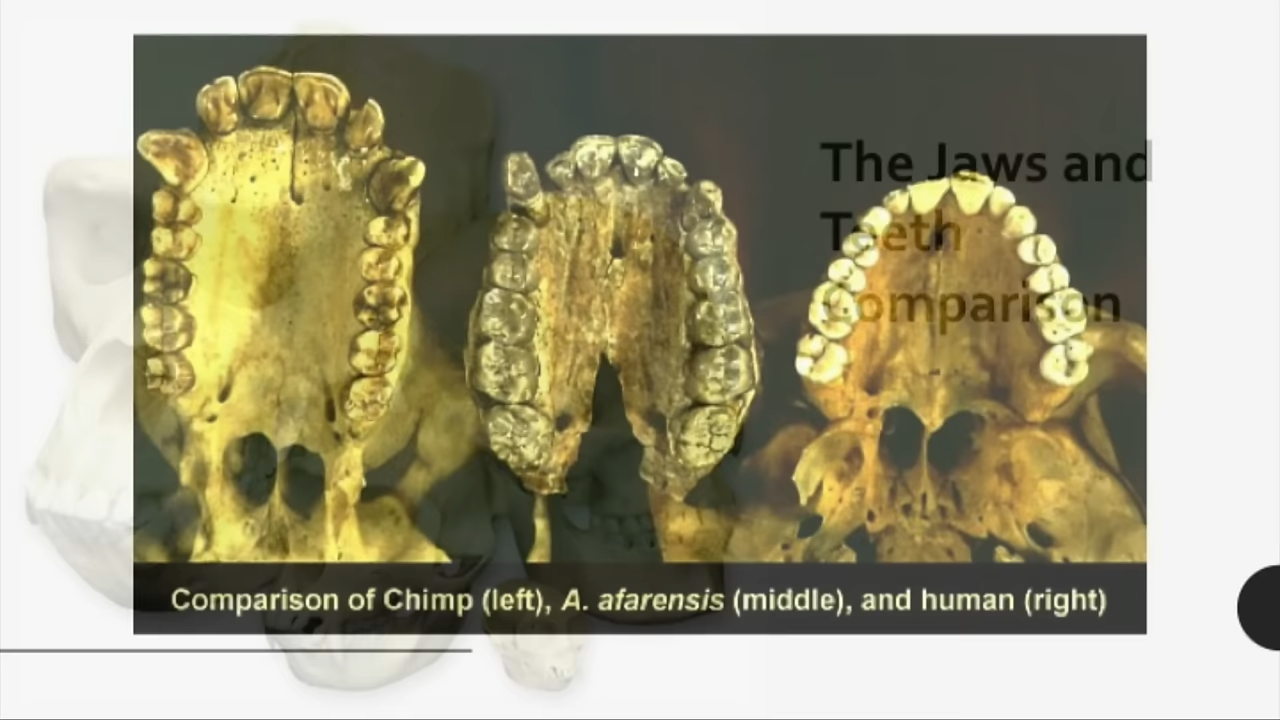 The Jaws and
Teeth
Comparison
Comparison of Chimp (left), A. afarensis (middle), and human (right)